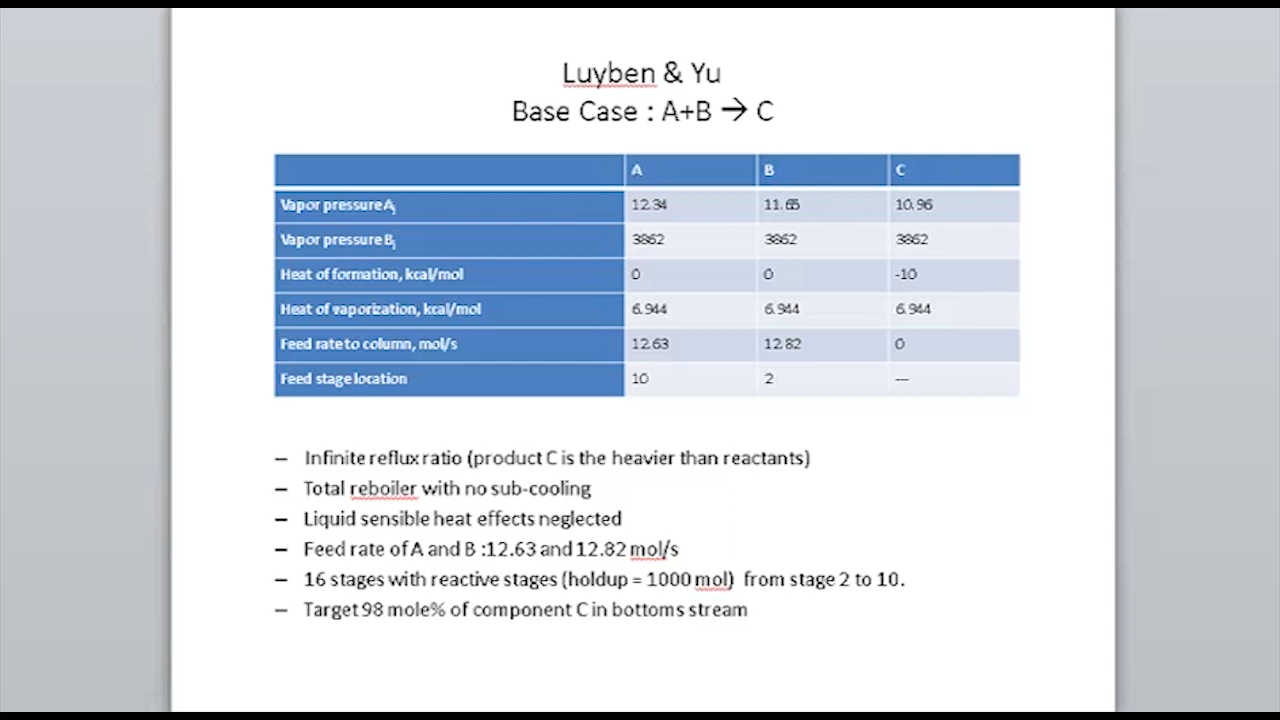 Luyben & Yu
Base Case : A+B → C
A B C
Vapor pressure Aj 12.34 11.65 10.96
Vapor pressure Bj 3862 3862 3862
Heat of formation, kcal/mol 0 0 -10
Heat of vaporization, kcal/mol 6.944 6.944 6.944
Feed rate to column, mol/s 12.63 12.82 0
Feed stage location 10 2 ---
– Infinite reflux ratio (product C is the heavier than reactants)
– Total reboiler with no sub-cooling
– Liquid sensible heat effects neglected
– Feed rate of A and B :12.63 and 12.82 mol/s
– 16 stages with reactive stages (holdup = 1000 mol) from stage 2 to 10.
– Target 98 mole% of component C in bottoms stream